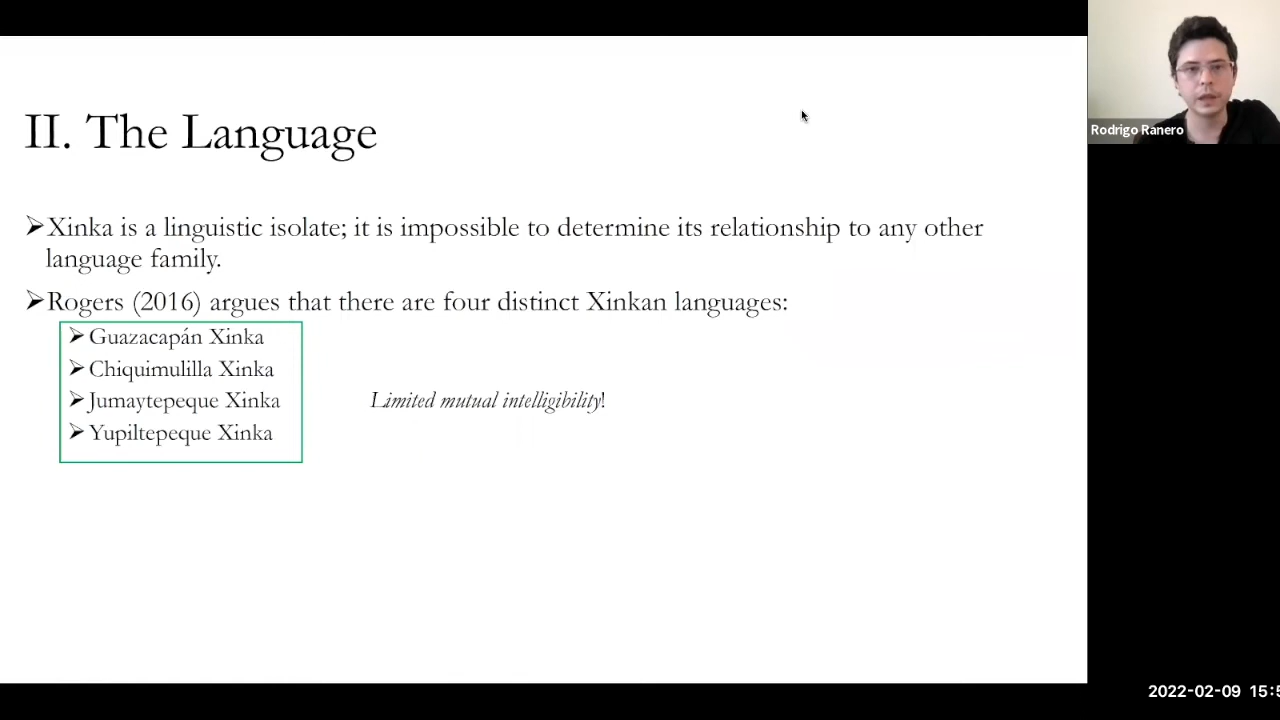 II. The Language
➢Xinka is a linguistic isolate; it is impossible to determine its relationship to any other
language family.
➢Rogers (2016) argues that there are four distinct Xinkan languages:
➢Guazacapán Xinka
➢Chiquimulilla Xinka
➢Jumaytepeque Xinka
Limited mutual intelligibility!
➢Yupiltepeque Xinka
Rodrigo Ranero
2022-02-09 15:5